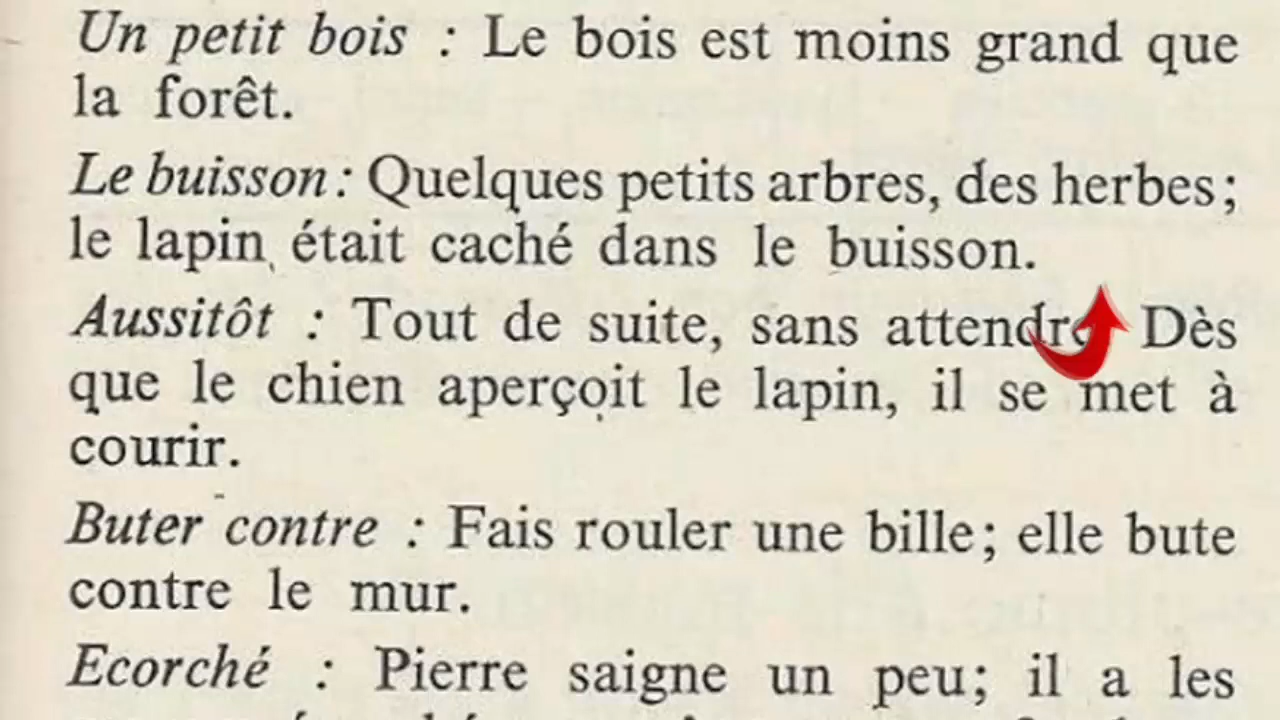 Un petit bois : Le bois est moins grand que
la forêt.
Le buisson : Quelques petits arbres, des herbes ;
le lapin était caché dans le buisson.
Aussitôt : Tout de suite, sans attendre Dès
que le chien aperçoit le lapin, il se met à
courir.
Buter contre : Fais rouler une bille ; elle bute
contre le mur.
Ecorché : Pierre saigne un peu ; il a les